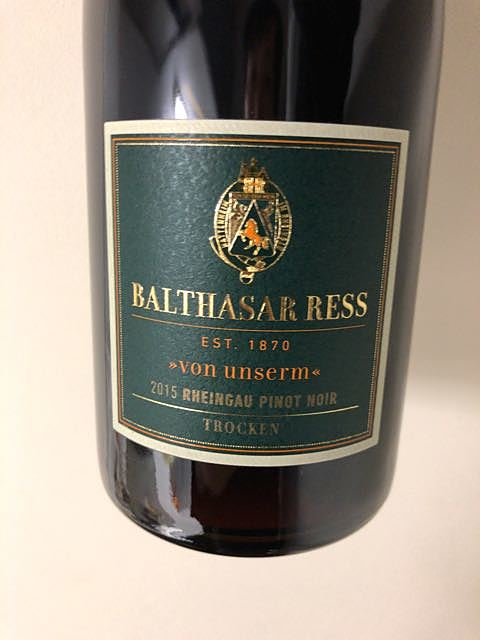 BALTHASAR RESS
EST. 1870
»von unserm«
2015 RHEINGAU PINOT NOIR
TROCKEN